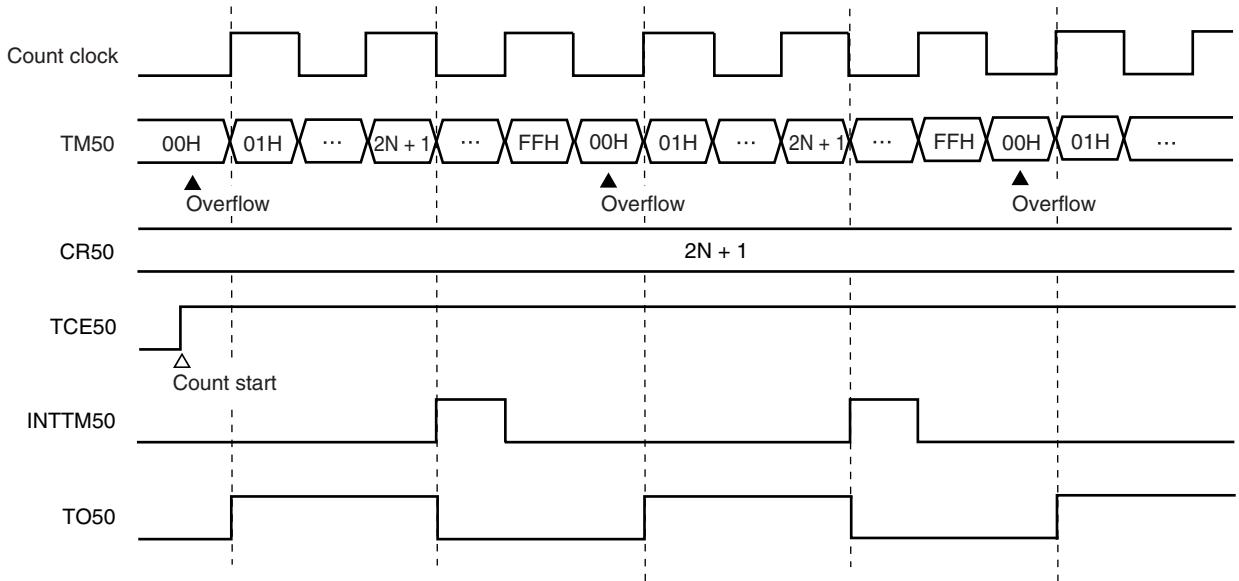 Count clock
TM50 00H 01H ... 2N + 1 ... FFH 00H 01H ... 2N + 1 ... FFH 00H 01H ...
Overflow Overflow Overflow
CR50 2N + 1
TCE50
Count start
INTTM50
TO50